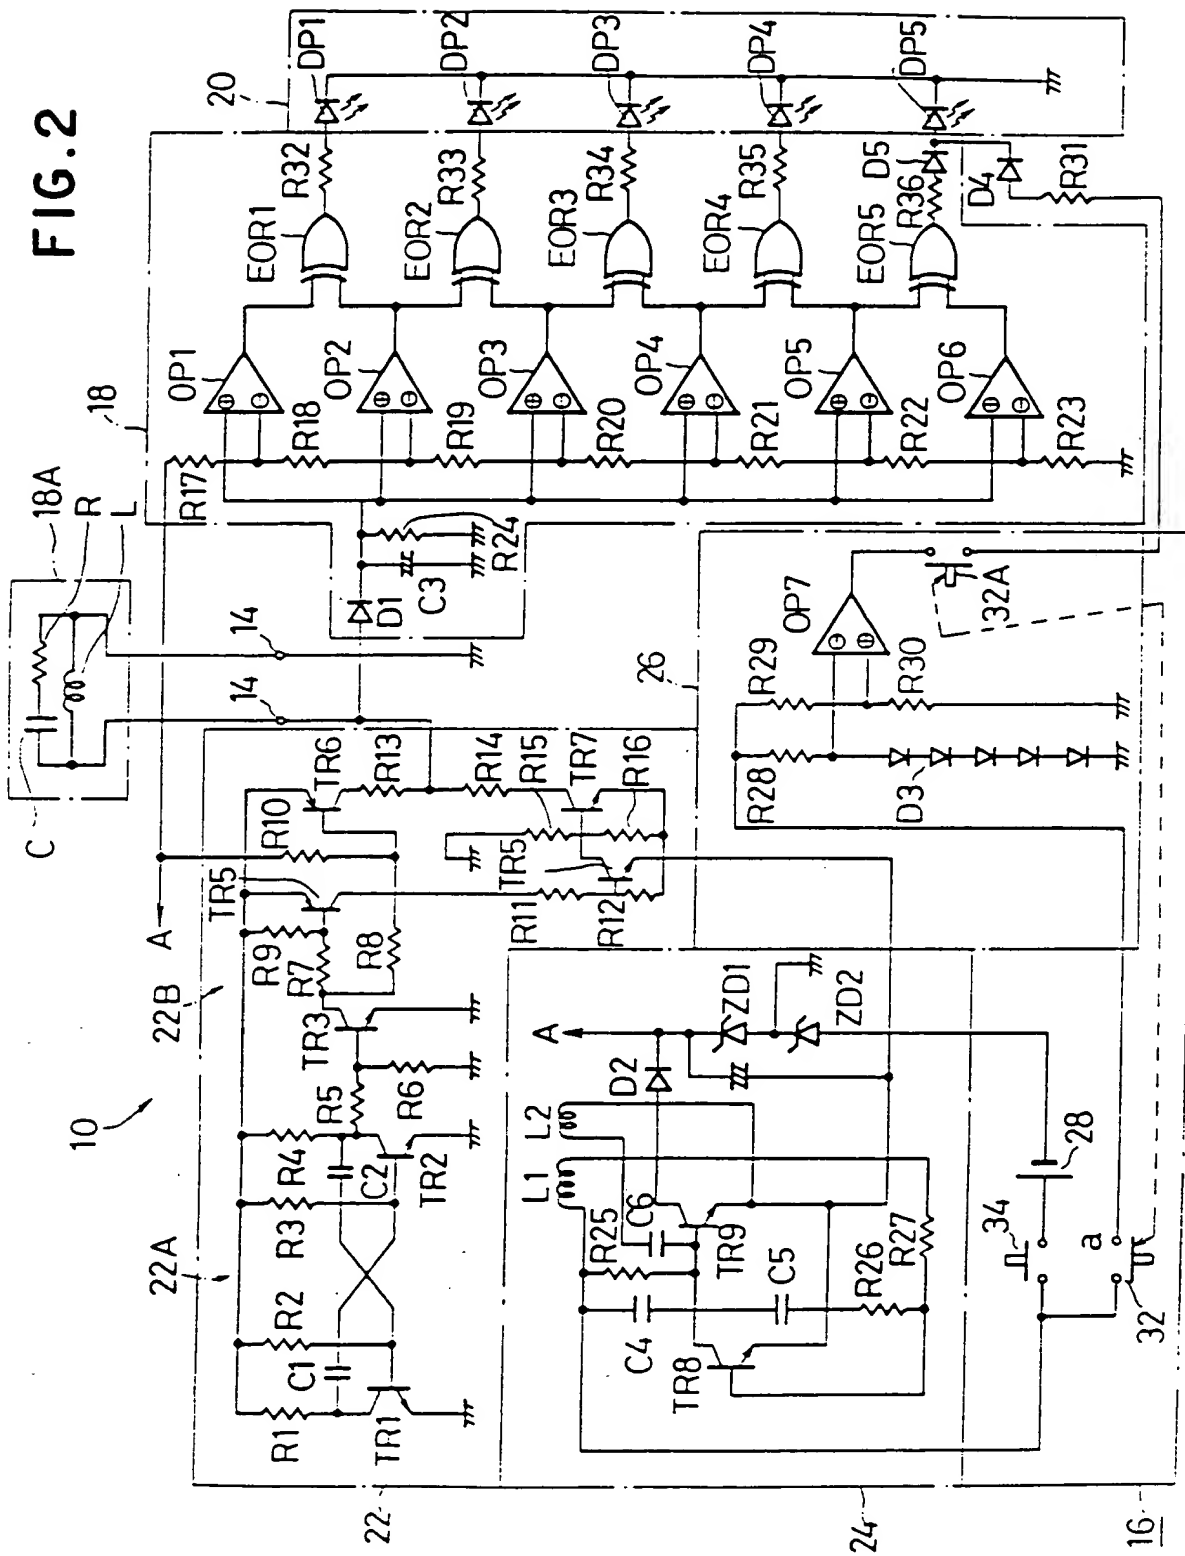 FIG.2
10
22A
22B
A
C
18A
R
L
14
14
18
20
R1
C1
TR1
R2
R3
R4
C2
TR2
R5
R6
TR3
R7
R9
R8
TR5
R10
TR6
R13
R14
R15
TR7
R16
TR5
R11
R12
D1
C3
R24
R17
R18
R19
R20
R21
R22
R23
OP1
OP2
OP3
OP4
OP5
OP6
EOR1
EOR2
EOR3
EOR4
EOR5
R32
R33
R34
R35
R36
D5
D4
R31
DP1
DP2
DP3
DP4
DP5
22
24
16
L1
L2
D2
A
ZD1
ZD2
R25
C6
TR9
C4
C5
TR8
R26
R27
34
28
32
a
26
R28
R29
D3
R30
OP7
32A